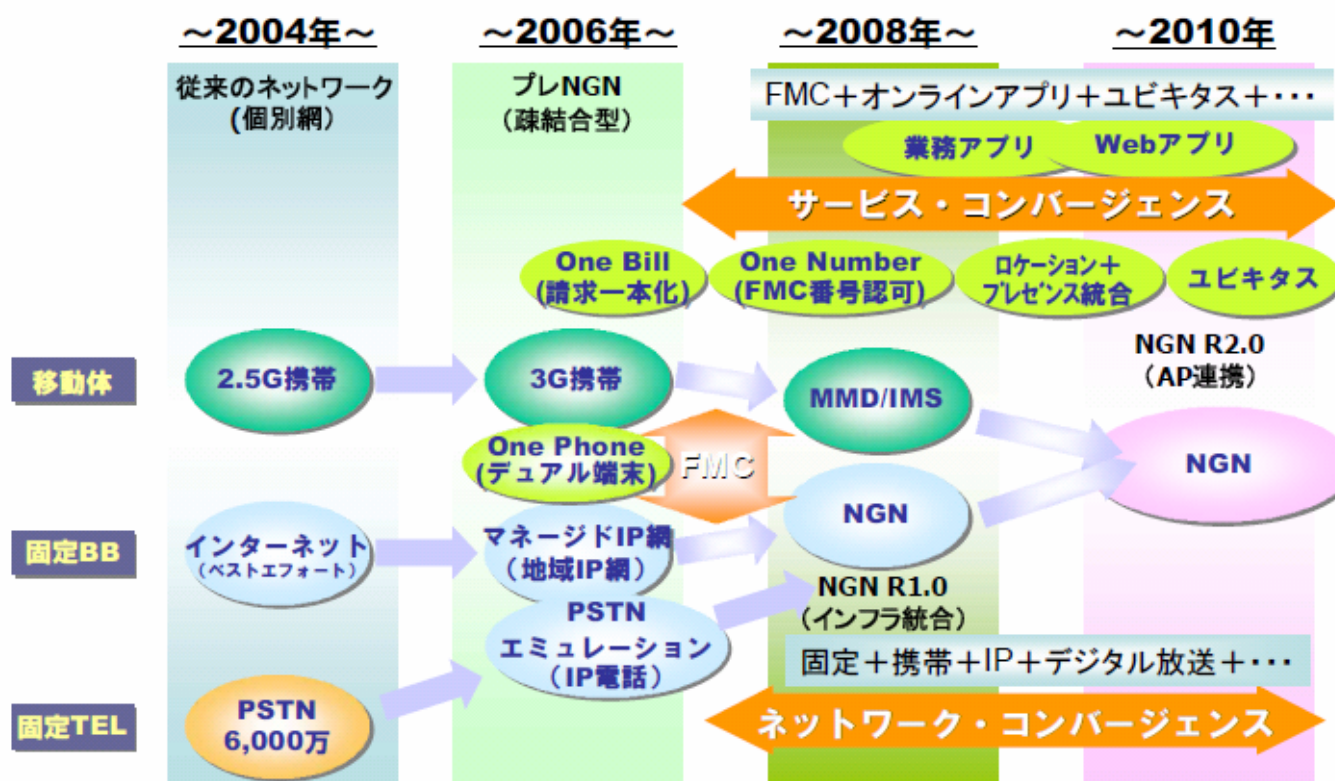 ～2004年～
～2006年～
～2008年～
～2010年
従来のネットワーク
(個別網）
プレNGN
（疎結合型）
FMC＋オンラインアプリ＋ユビキタス＋･･･
業務アプリ
Webアプリ
サービス・コンバージェンス
One Bill
(請求一本化)
One Number
(FMC番号認可)
ロケーション＋
プレゼンス統合
ユビキタス
移動体
2.5G携帯
3G携帯
MMD/IMS
NGN R2.0
（AP連携）
One Phone
(デュアル端末)
FMC
NGN
固定BB
インターネット
（ベストエフォート）
マネージドIP網
（地域IP網）
NGN
NGN R1.0
（インフラ統合）
PSTN
エミュレーション
（IP電話）
固定＋携帯＋IP＋デジタル放送＋･･･
固定TEL
PSTN
6,000万
ネットワーク・コンバージェンス